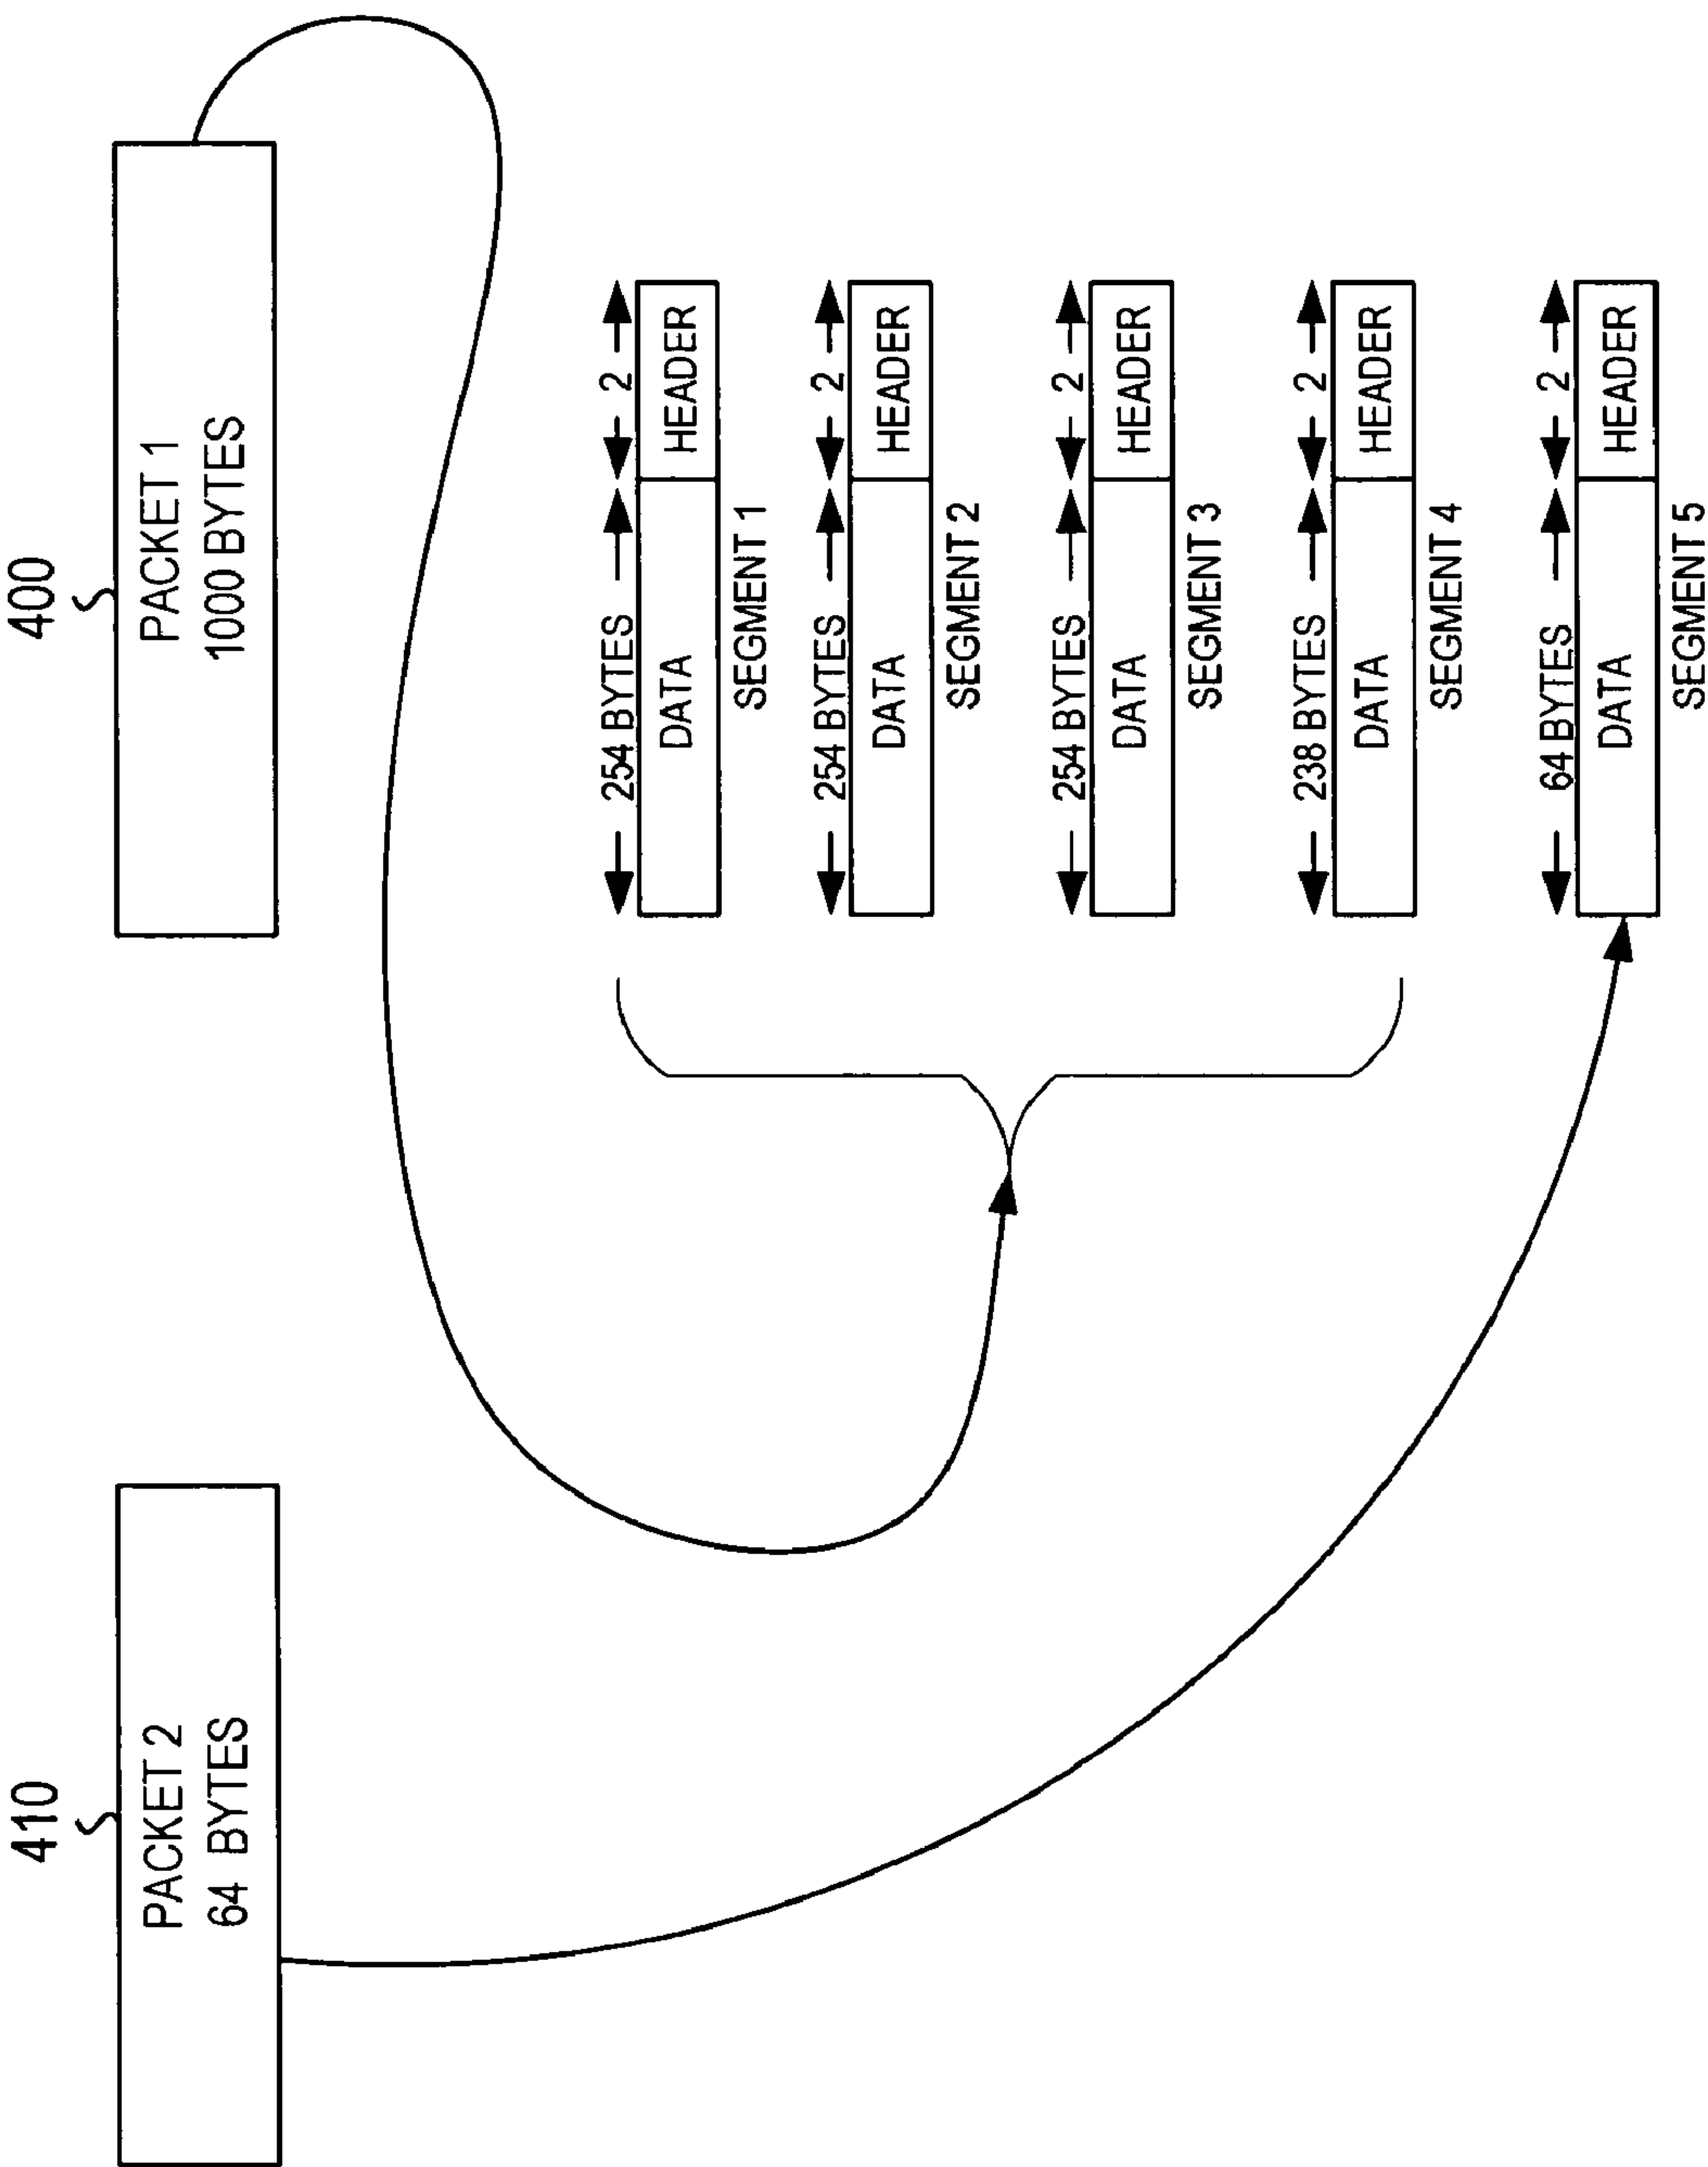 410
400
PACKET 2
64 BYTES
PACKET 1
1000 BYTES
254 BYTES 2
DATA HEADER
SEGMENT 1
254 BYTES 2
DATA HEADER
SEGMENT 2
254 BYTES 2
DATA HEADER
SEGMENT 3
238 BYTES 2
DATA HEADER
SEGMENT 4
64 BYTES 2
DATA HEADER
SEGMENT 5